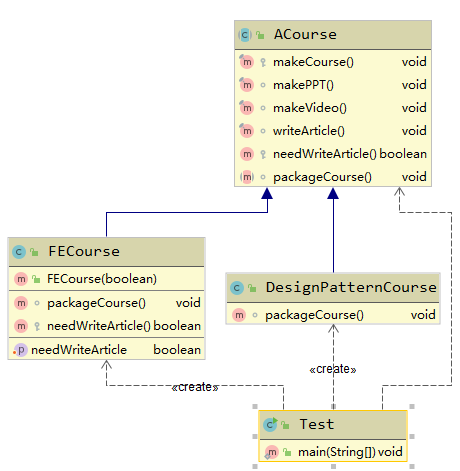 ACourse
makeCourse() void
makePPT() void
makeVideo() void
writeArticle() void
needWriteArticle() boolean
packageCourse() void
FECourse
FECourse(boolean)
packageCourse() void
needWriteArticle() boolean
needWriteArticle boolean
DesignPatternCourse
packageCourse() void
«create»
«create»
Test
main(String[]) void